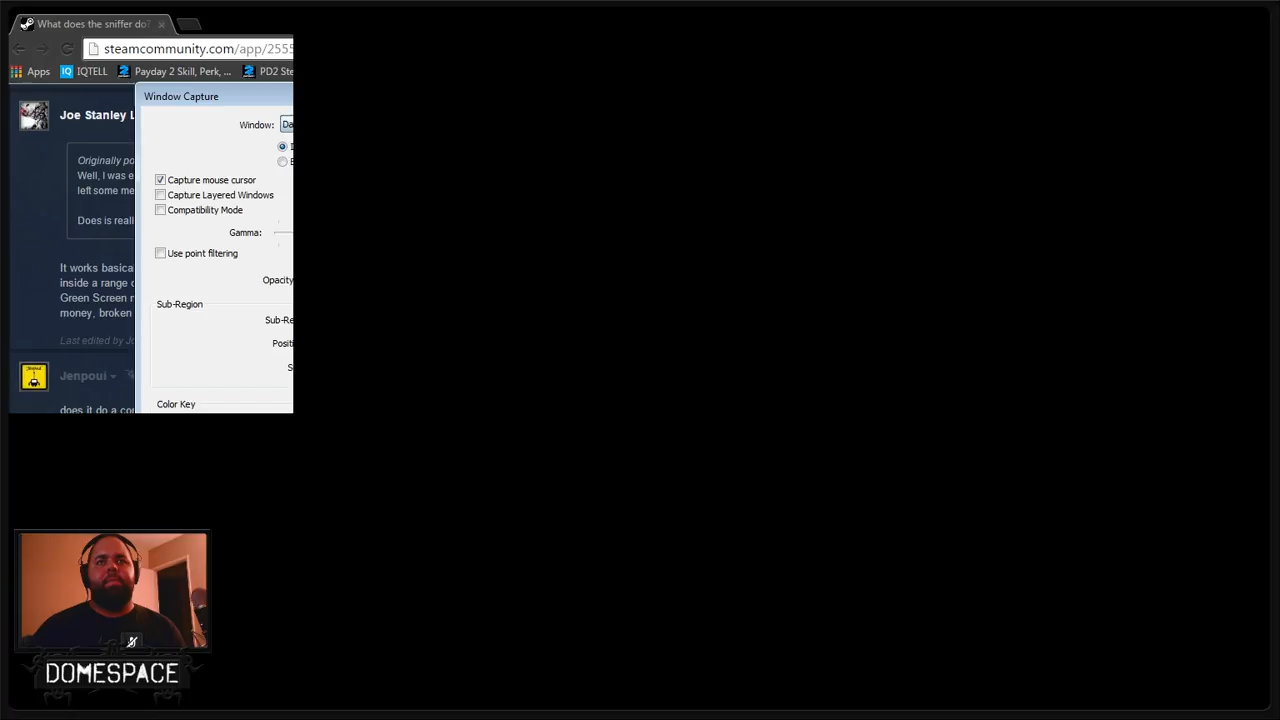 What does the sniffer do?
steamcommunity.com/app/2555
Apps IQ IQTELL Payday 2 Skill, Perk, ... PD2 Ste
Window Capture
Joe Stanley L
Window:
Originally po
Well, I was e
left some me
Does is reall
Capture mouse cursor
Capture Layered Windows
Compatibility Mode
Gamma:
Use point filtering
It works basica
inside a range o
Green Screen
money, broken
Opacity
Sub-Region
Sub-Re
Positi
Last edited by Jo
S
Jenpoui
Color Key
does it do a co
DOMESPACE